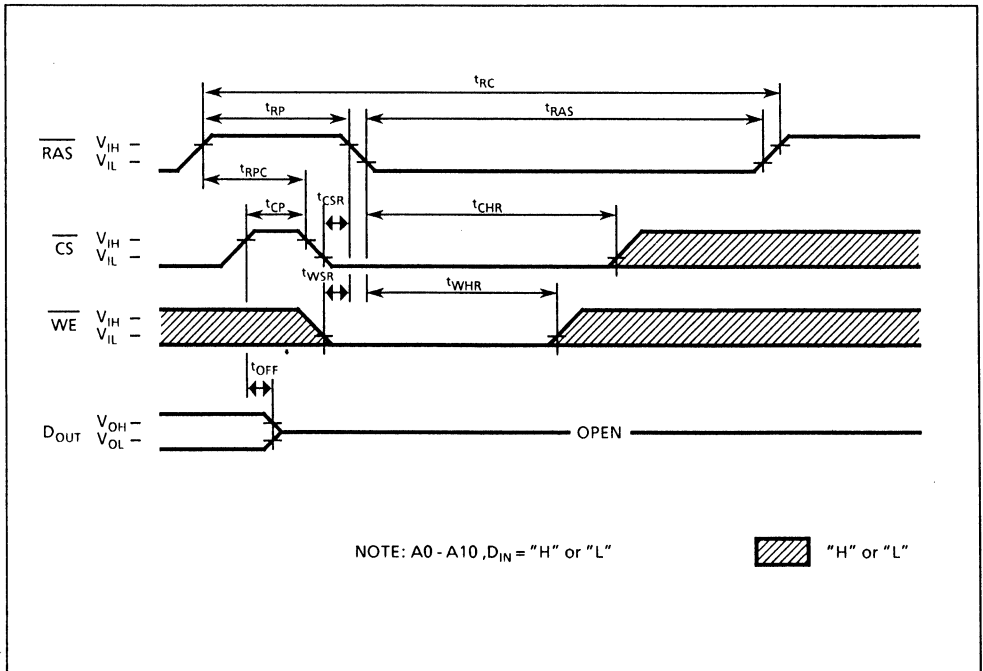 tRC
tRP
tRAS
RAS
VIH
VIL
tRPC
tCP
tCSR
tCHR
CS
VIH
VIL
tWSR
tWHR
WE
VIH
VIL
tOFF
DOUT
VOH
VOL
OPEN
NOTE: A0 - A10 ,DIN = "H" or "L"
"H" or "L"